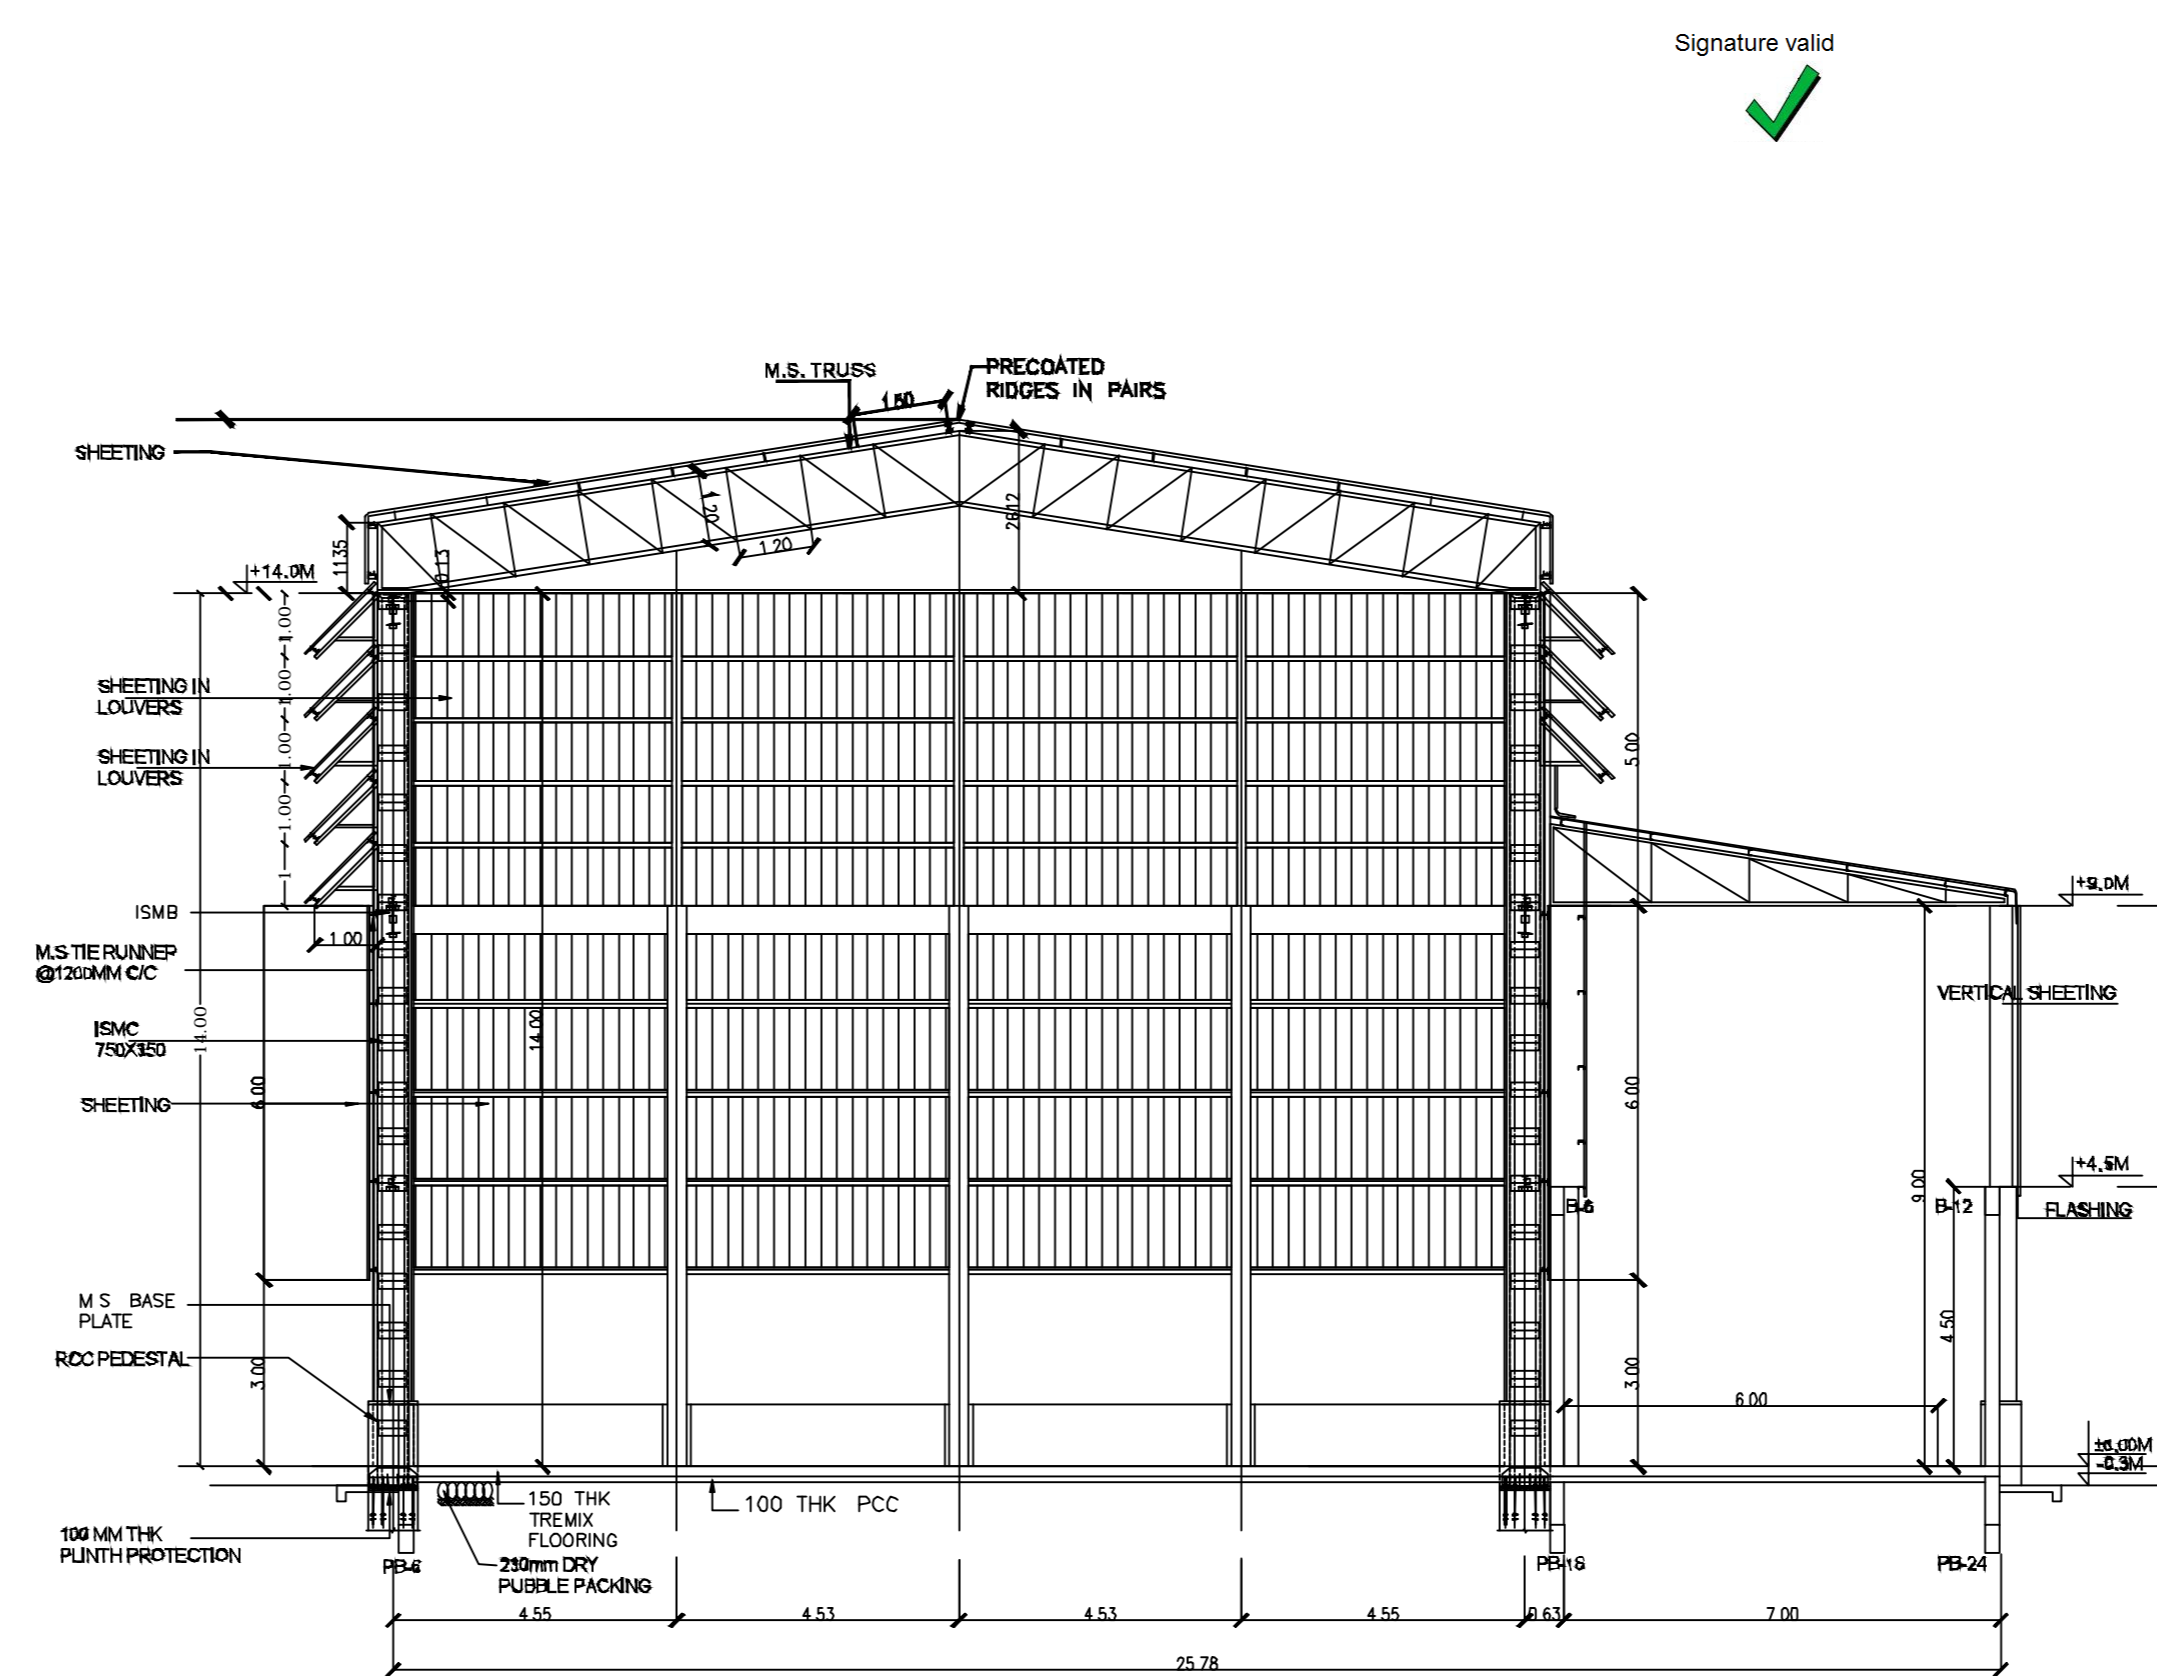 Signature valid
M.S. TRUSS
PRECOATED
RIDGES IN PAIRS
1.50
SHEETING
1.20
1.20
2612
1135
0.13
+14.0M
1.00
1.00
1.00
1.00
1
SHEETING IN
LOUVERS
SHEETING IN
LOUVERS
5.00
ISMB
1.00
M.S TIE RUNNER
@1200MM C/C
ISMC
750X350
14.00
14.00
6.00
6.00
SHEETING
+9.0M
VERTICAL SHEETING
+4.5M
9.00
B-6
B-12
FLASHING
M S BASE
PLATE
RCC PEDESTAL
3.00
3.00
4.50
6.00
±0.00M
-0.3M
150 THK
TREMIX
FLOORING
100 THK PCC
100 MM THK
PLINTH PROTECTION
230mm DRY
PUBBLE PACKING
PB-18
PB-24
4.55
4.53
4.53
4.55
0.63
7.00
25.78